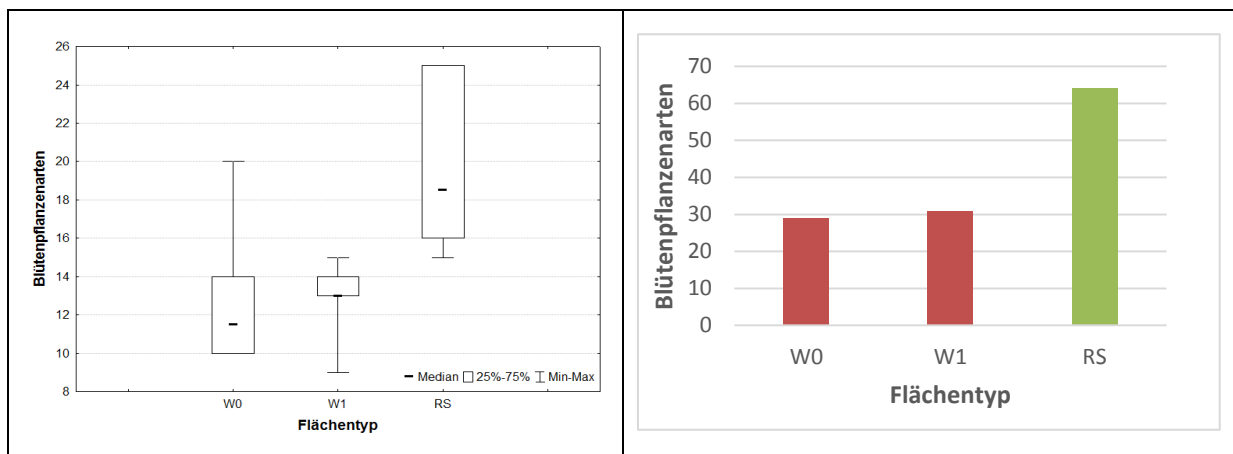 26
24
22
20
18
16
14
12
10
8
Blütenpflanzenarten
W0 W1 RS
Flächentyp
Median 25%-75% Min-Max
70
60
50
40
30
20
10
0
Blütenpflanzenarten
W0 W1 RS
Flächentyp